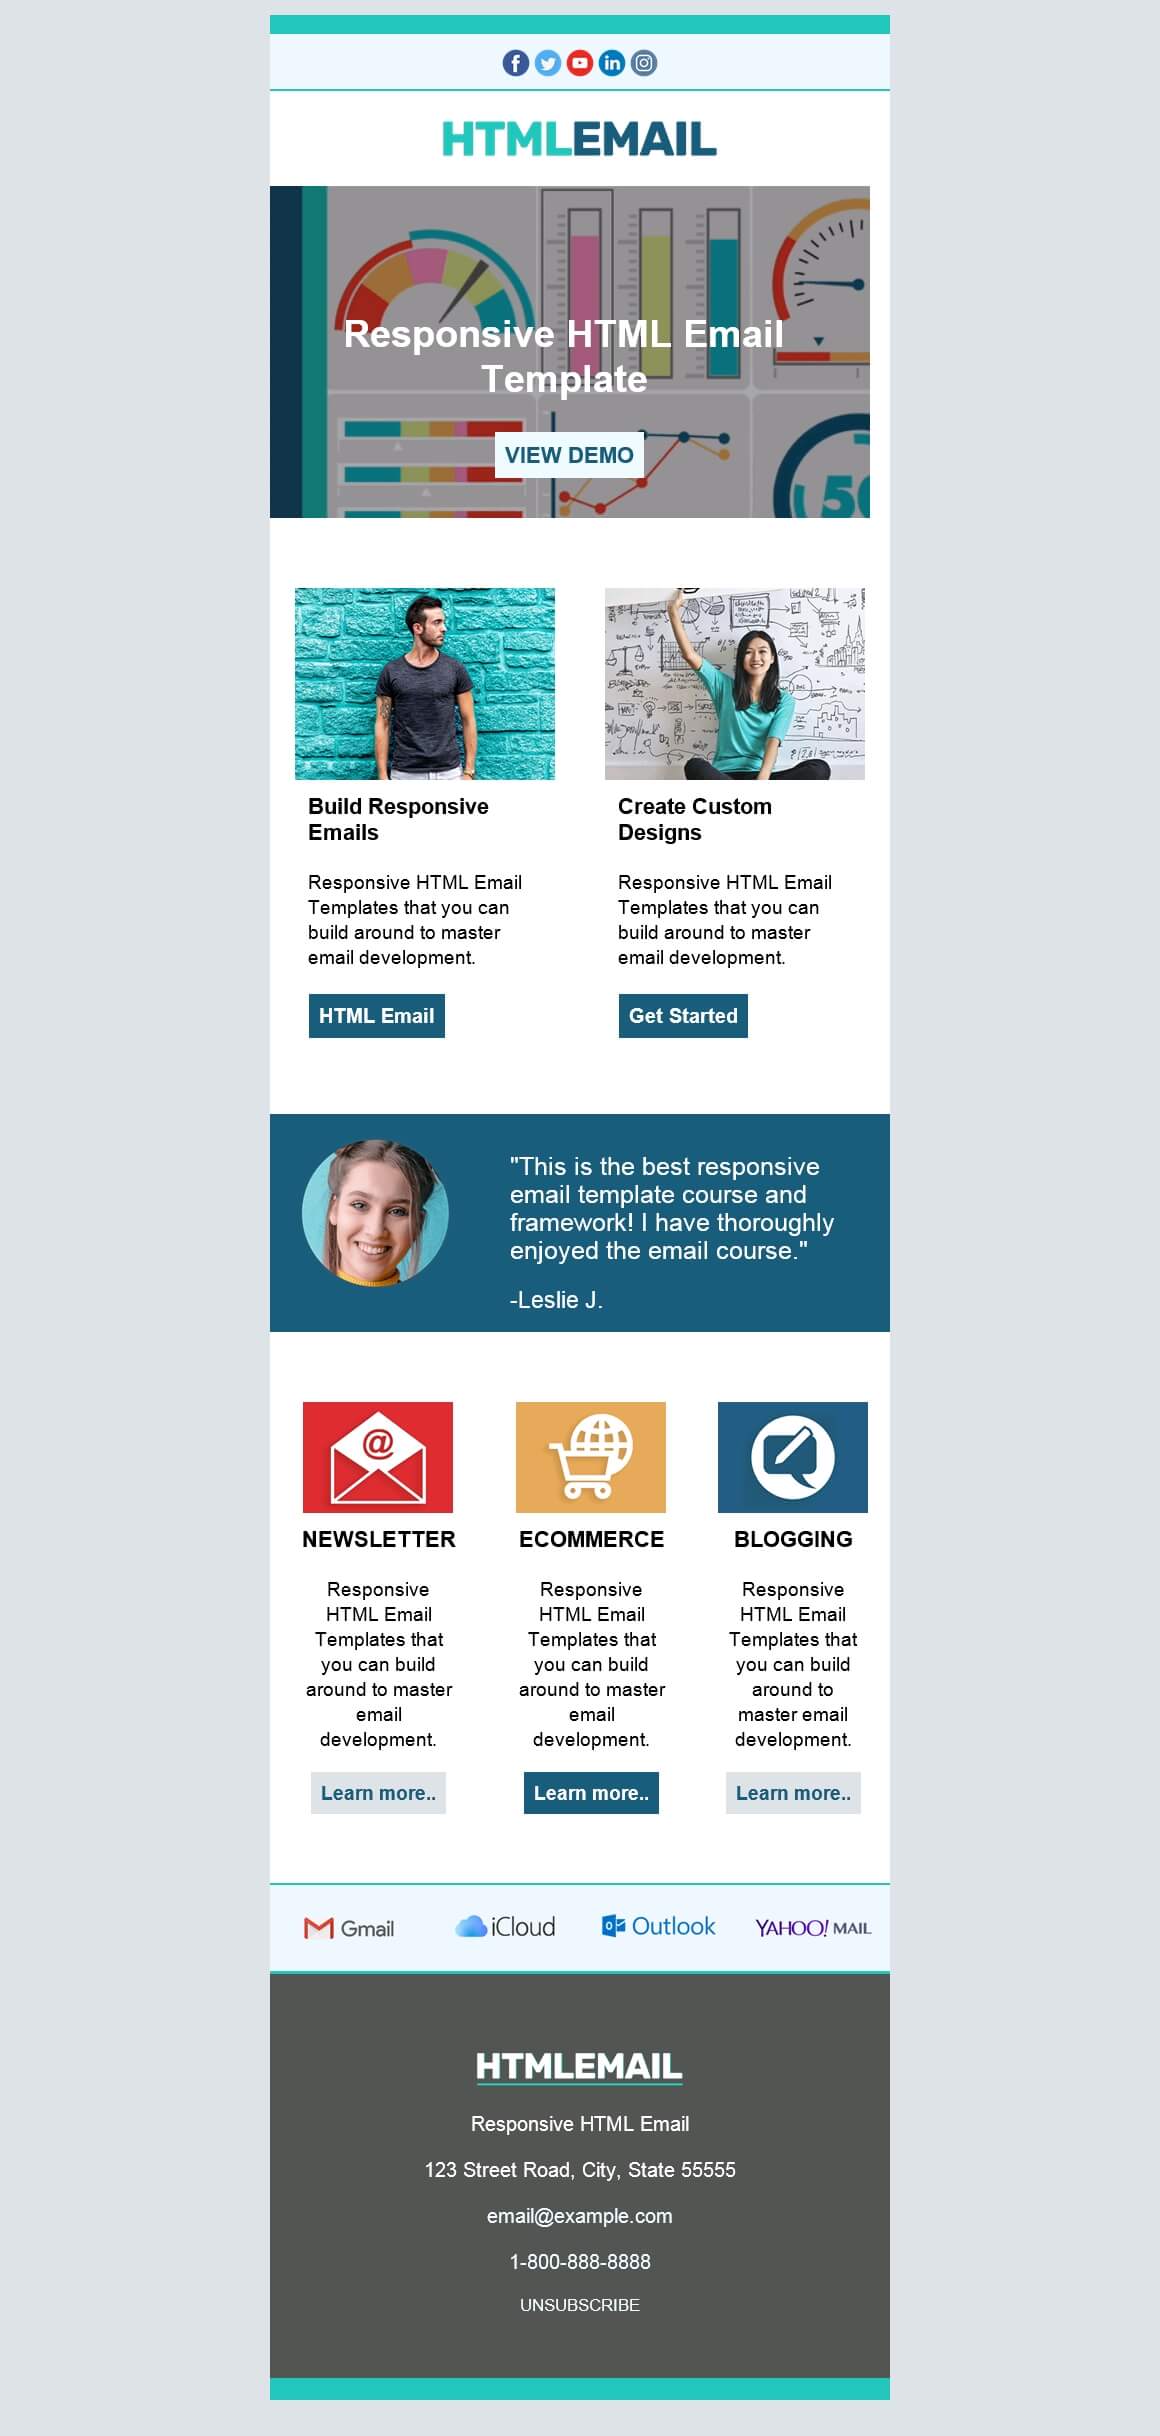 HTMLEMAIL
Responsive HTML Email
Template
VIEW DEMO
50
Build Responsive
Emails
Responsive HTML Email
Templates that you can
build around to master
email development.
HTML Email
Create Custom
Designs
Responsive HTML Email
Templates that you can
build around to master
email development.
Get Started
"This is the best responsive
email template course and
framework! I have thoroughly
enjoyed the email course."
-Leslie J.
NEWSLETTER
Responsive
HTML Email
Templates that
you can build
around to master
email
development.
Learn more..
ECOMMERCE
Responsive
HTML Email
Templates that
you can build
around to master
email
development.
Learn more..
BLOGGING
Responsive
HTML Email
Templates that
you can build
around to
master email
development.
Learn more..
Gmail
iCloud
Outlook
YAHOO! MAIL
HTMLEMAIL
Responsive HTML Email
123 Street Road, City, State 55555
email@example.com
1-800-888-8888
UNSUBSCRIBE